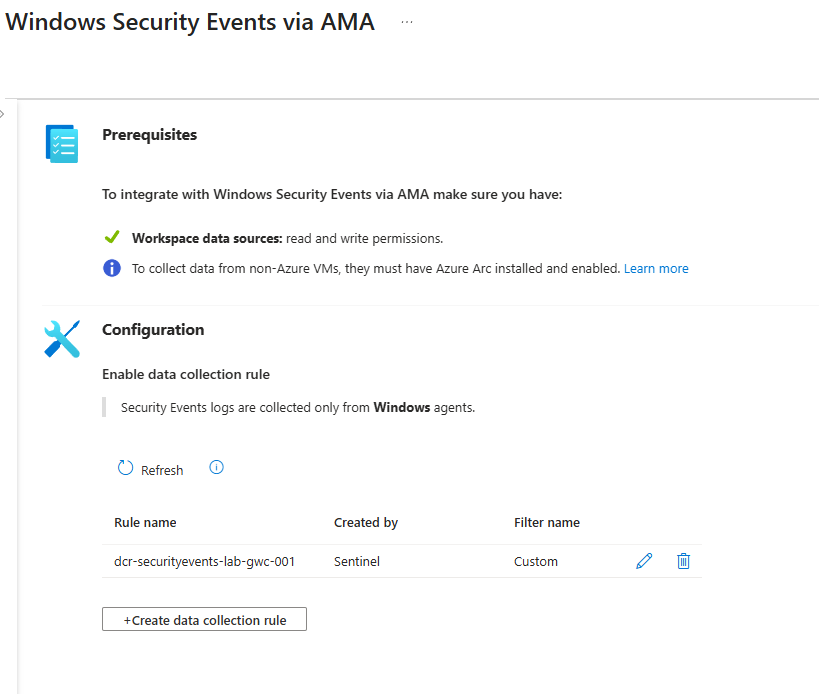 Windows Security Events via AMA ...
Prerequisites
To integrate with Windows Security Events via AMA make sure you have:
Workspace data sources: read and write permissions.
To collect data from non-Azure VMs, they must have Azure Arc installed and enabled. Learn more
Configuration
Enable data collection rule
Security Events logs are collected only from Windows agents.
Refresh
Rule name Created by Filter name
dcr-securityevents-lab-gwc-001 Sentinel Custom
+Create data collection rule